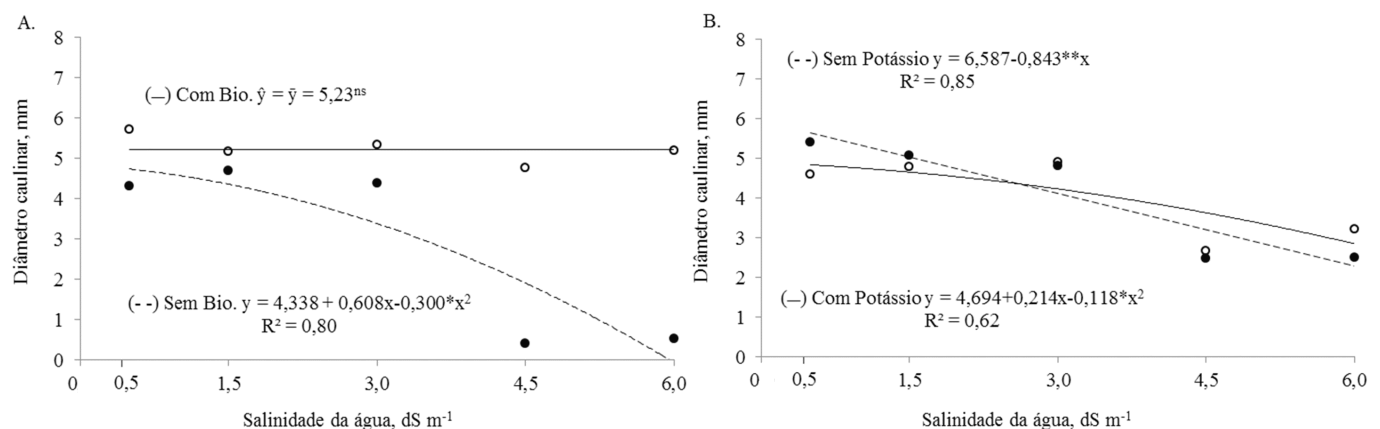 A.
8
7
6
5
4
3
2
1
0
Diâmetro caulinar, mm
(—) Com Bio. ŷ = ȳ = 5,23ⁿˢ
(- -) Sem Bio. y = 4,338 + 0,608x-0,300*x²
R² = 0,80
0 0,5 1,5 3,0 4,5 6,0
Salinidade da água, dS m⁻¹
B.
8
7
6
5
4
3
2
1
0
Diâmetro caulinar, mm
(- -) Sem Potássio y = 6,587-0,843**x
R² = 0,85
(—) Com Potássio y = 4,694+0,214x-0,118*x²
R² = 0,62
0 0,5 1,5 3,0 4,5 6,0
Salinidade da água, dS m⁻¹